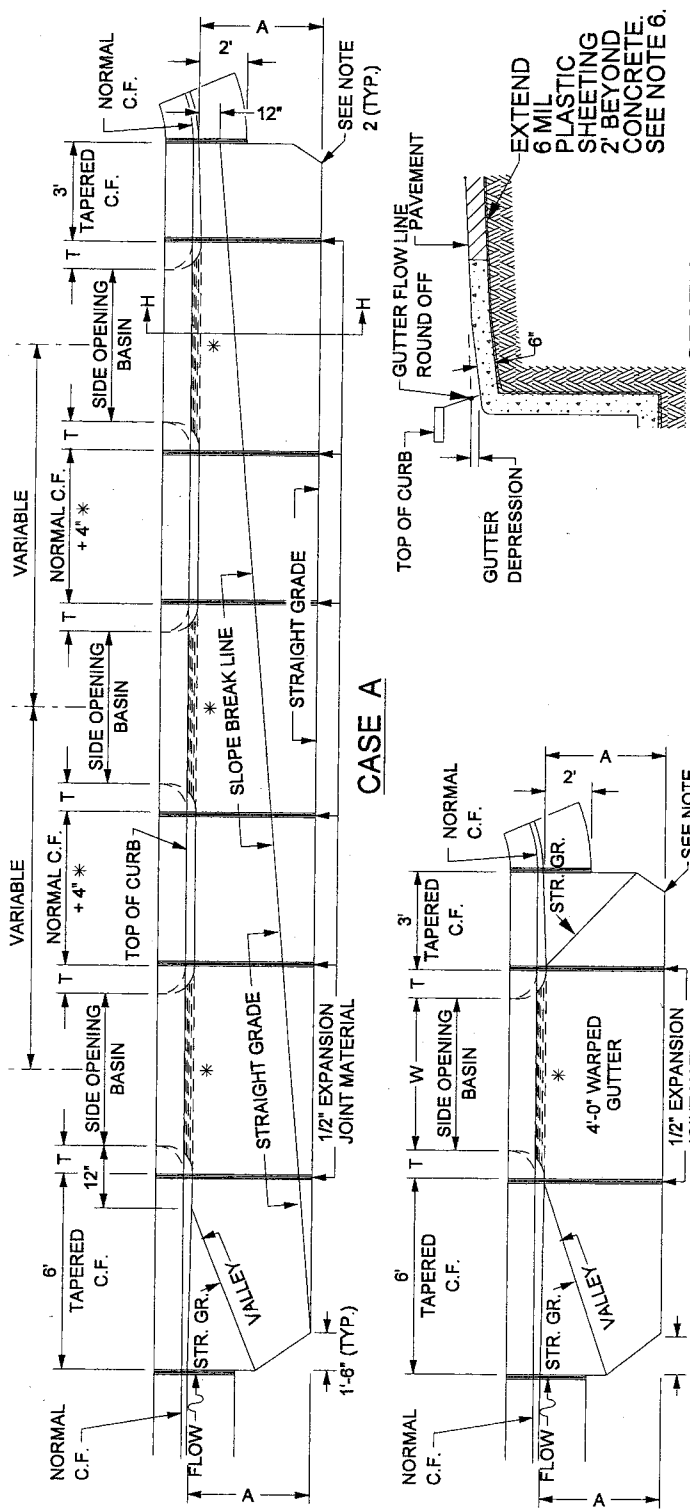 VARIABLE
VARIABLE
6'
TAPERED
C.F.
T
12"
SIDE OPENING
BASIN
T
NORMAL C.F.
+ 4" *
T
SIDE OPENING
BASIN
T
NORMAL C.F.
+ 4" *
T
SIDE OPENING
BASIN
T
3'
TAPERED
C.F.
NORMAL
C.F.
NORMAL
C.F.
FLOW
A
STR. GR.
VALLEY
1'-6" (TYP.)
*
STRAIGHT GRADE
1/2" EXPANSION
JOINT MATERIAL
TOP OF CURB
*
SLOPE BREAK LINE
STRAIGHT GRADE
*
H
H
12"
2'
A
SEE NOTE
2 (TYP.)
CASE A
6'
TAPERED
C.F.
T
W
SIDE OPENING
BASIN
T
3'
TAPERED
C.F.
NORMAL
C.F.
NORMAL
C.F.
FLOW
A
STR. GR.
VALLEY
*
4'-0" WARPED
GUTTER
STR. GR.
2'
A
SEE NOTE
1/2" EXPANSION
TOP OF CURB
GUTTER
DEPRESSION
GUTTER FLOW LINE
ROUND OFF
PAVEMENT
6"
EXTEND
6 MIL
PLASTIC
SHEETING
2' BEYOND
CONCRETE.
SEE NOTE 6.